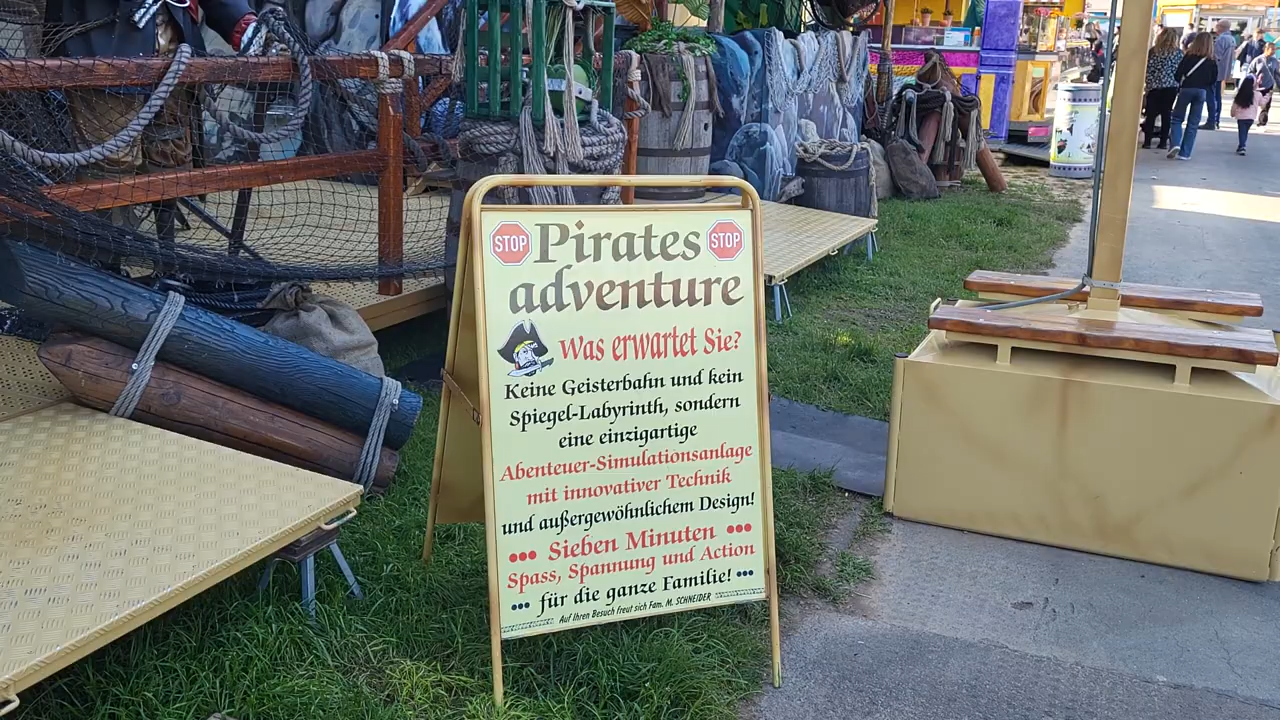 STOP Pirates STOP
adventure
Was erwartet Sie?
Keine Geisterbahn und kein
Spiegel-Labyrinth, sondern
eine einzigartige
Abenteuer-Simulationsanlage
mit innovativer Technik
und außergewöhnlichem Design!
••• Sieben Minuten •••
Spass, Spannung und Action
••• für die ganze Familie! •••
Auf Ihren Besuch freut sich Fam. M. SCHNEIDER